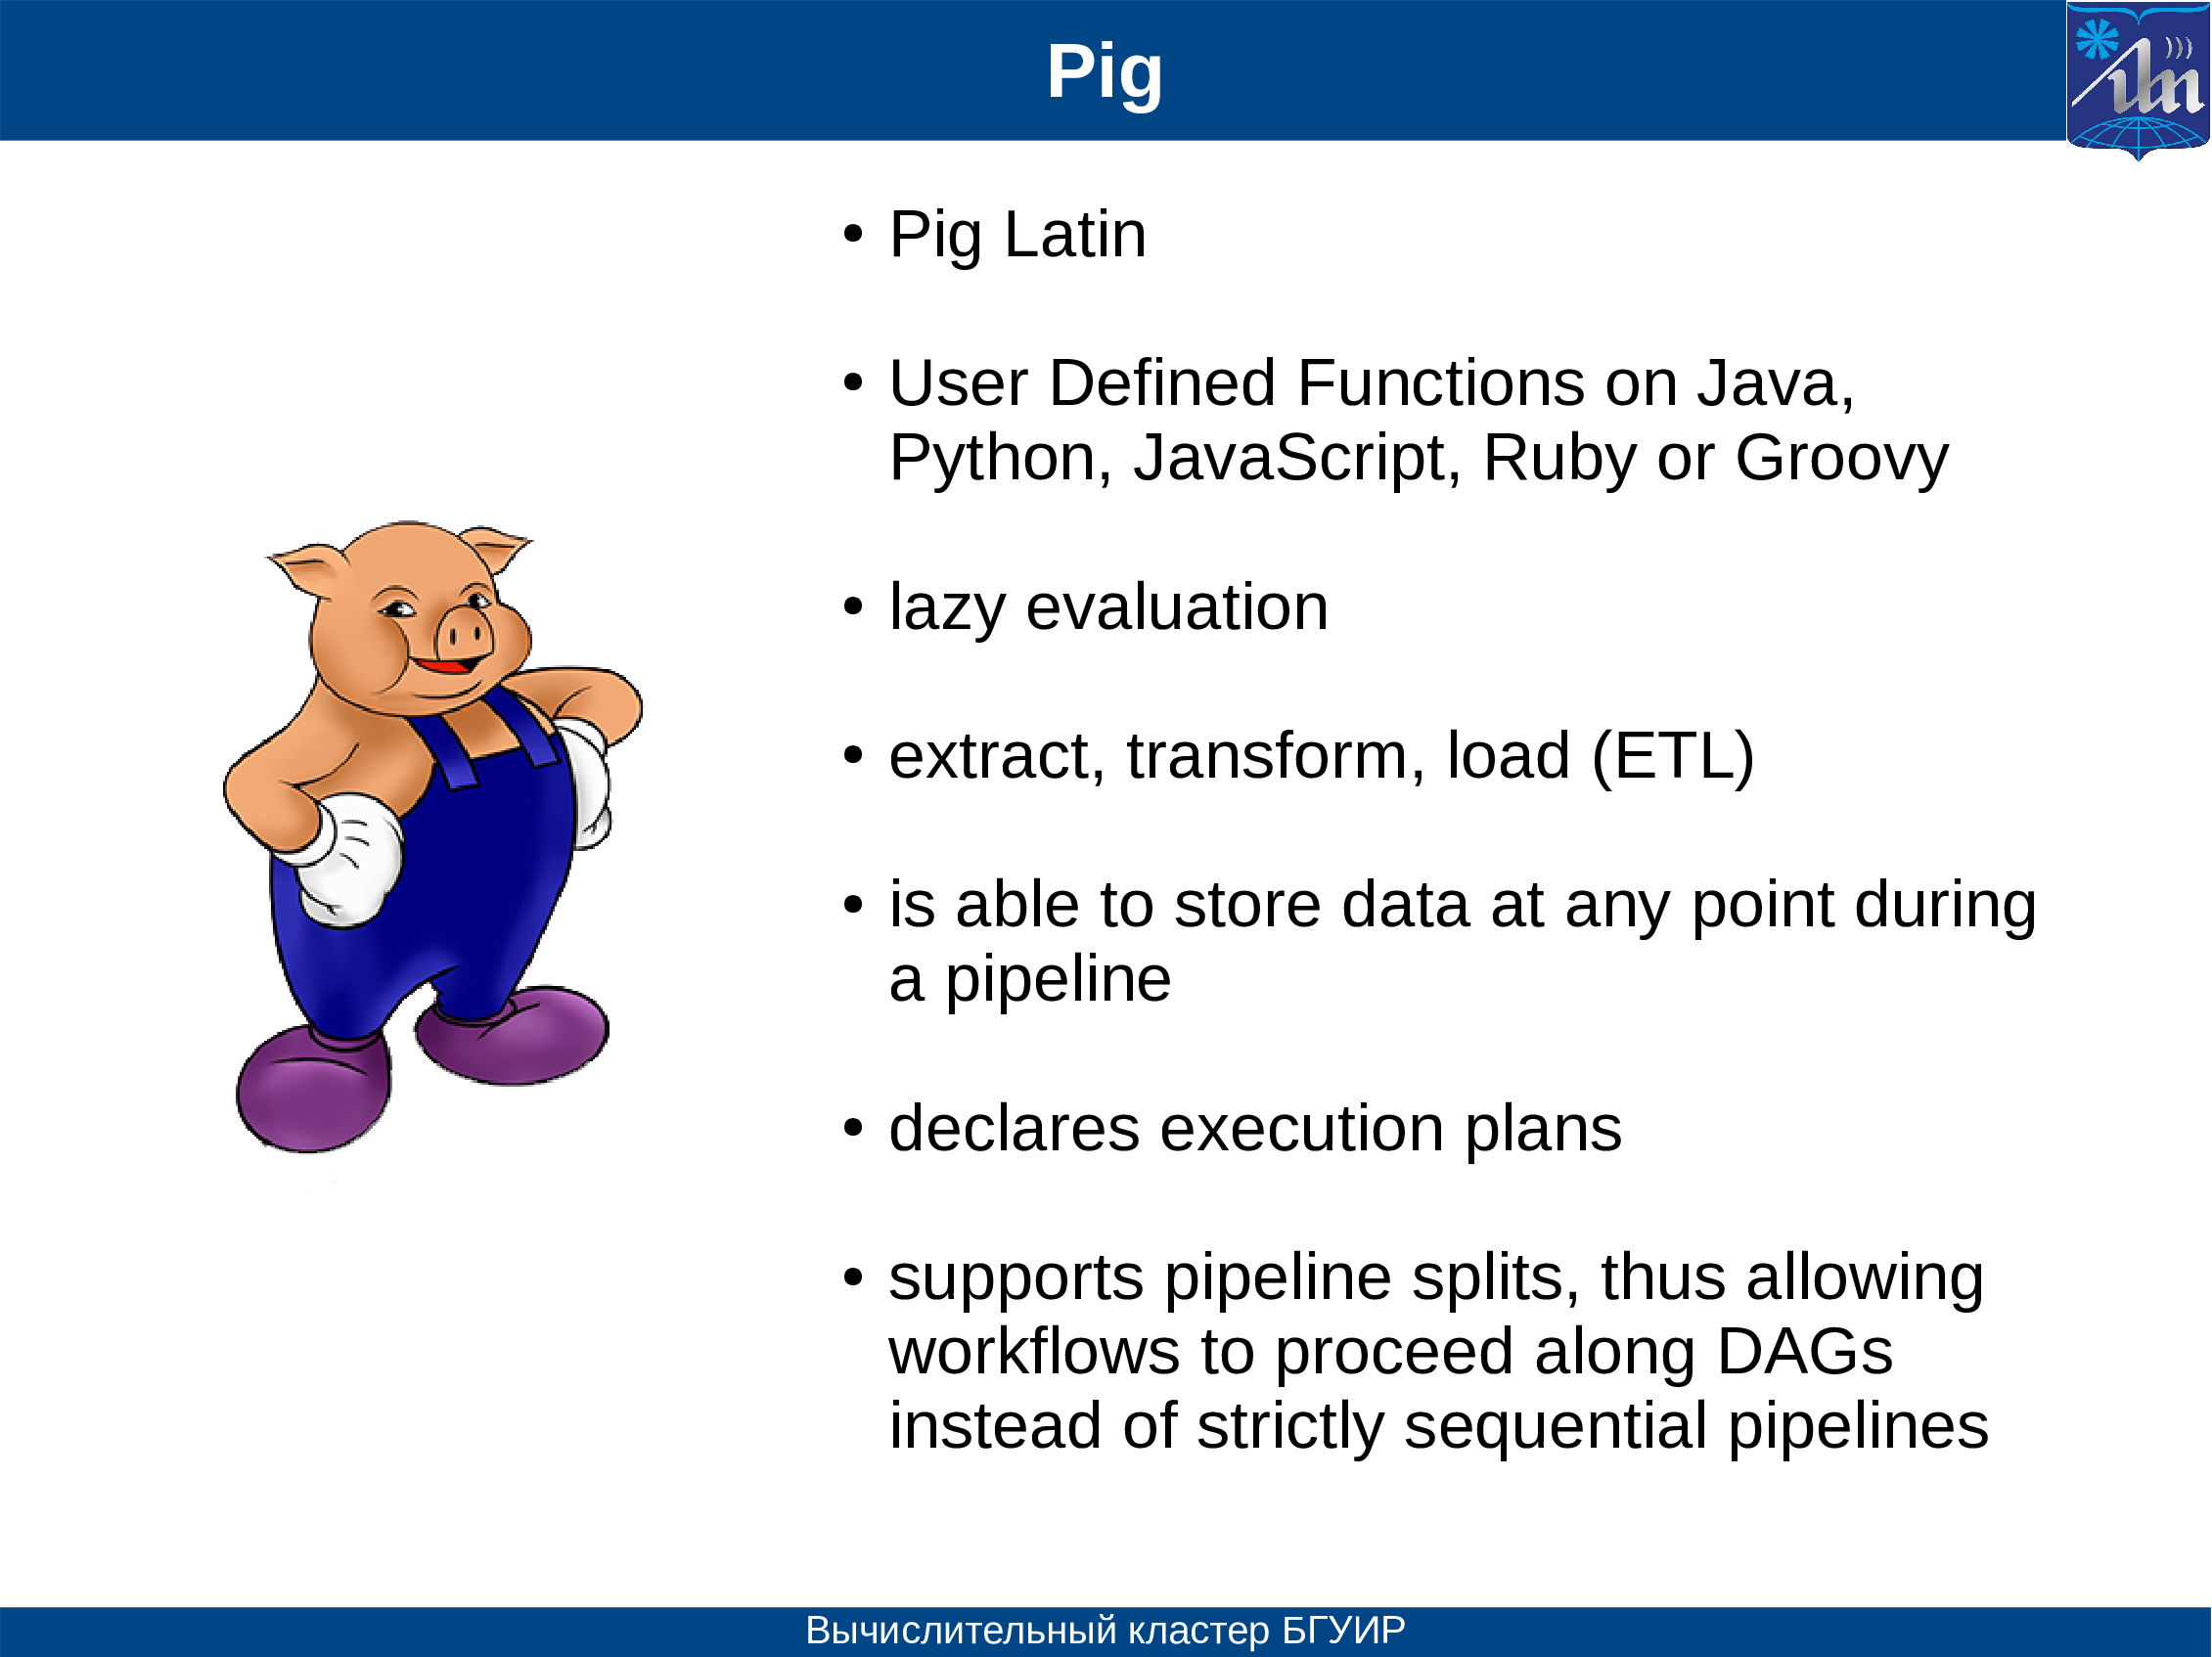 Pig
• Pig Latin
• User Defined Functions on Java,
Python, JavaScript, Ruby or Groovy
• lazy evaluation
• extract, transform, load (ETL)
• is able to store data at any point during
a pipeline
• declares execution plans
• supports pipeline splits, thus allowing
workflows to proceed along DAGs
instead of strictly sequential pipelines
Вычислительный кластер БГУИР